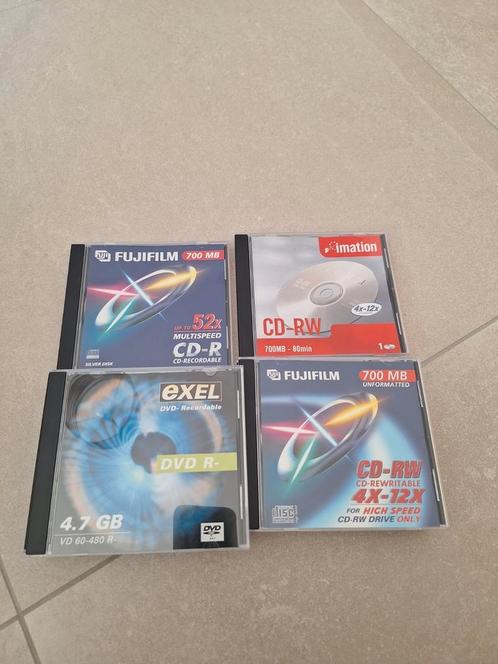 FUJIFILM 700 MB
UP TO 52x
MULTISPEED
CD-R
CD-RECORDABLE
SILVER DISK
imation
4x-12x
CD-RW
700MB - 80min
1
eXEL
DVD- Recordable
DVD R-
4.7 GB
VD 60-480 R-
DVD
FUJIFILM 700 MB
UNFORMATTED
CD-RW
CD-REWRITABLE
4X-12X
FOR HIGH SPEED
CD-RW DRIVE ONLY